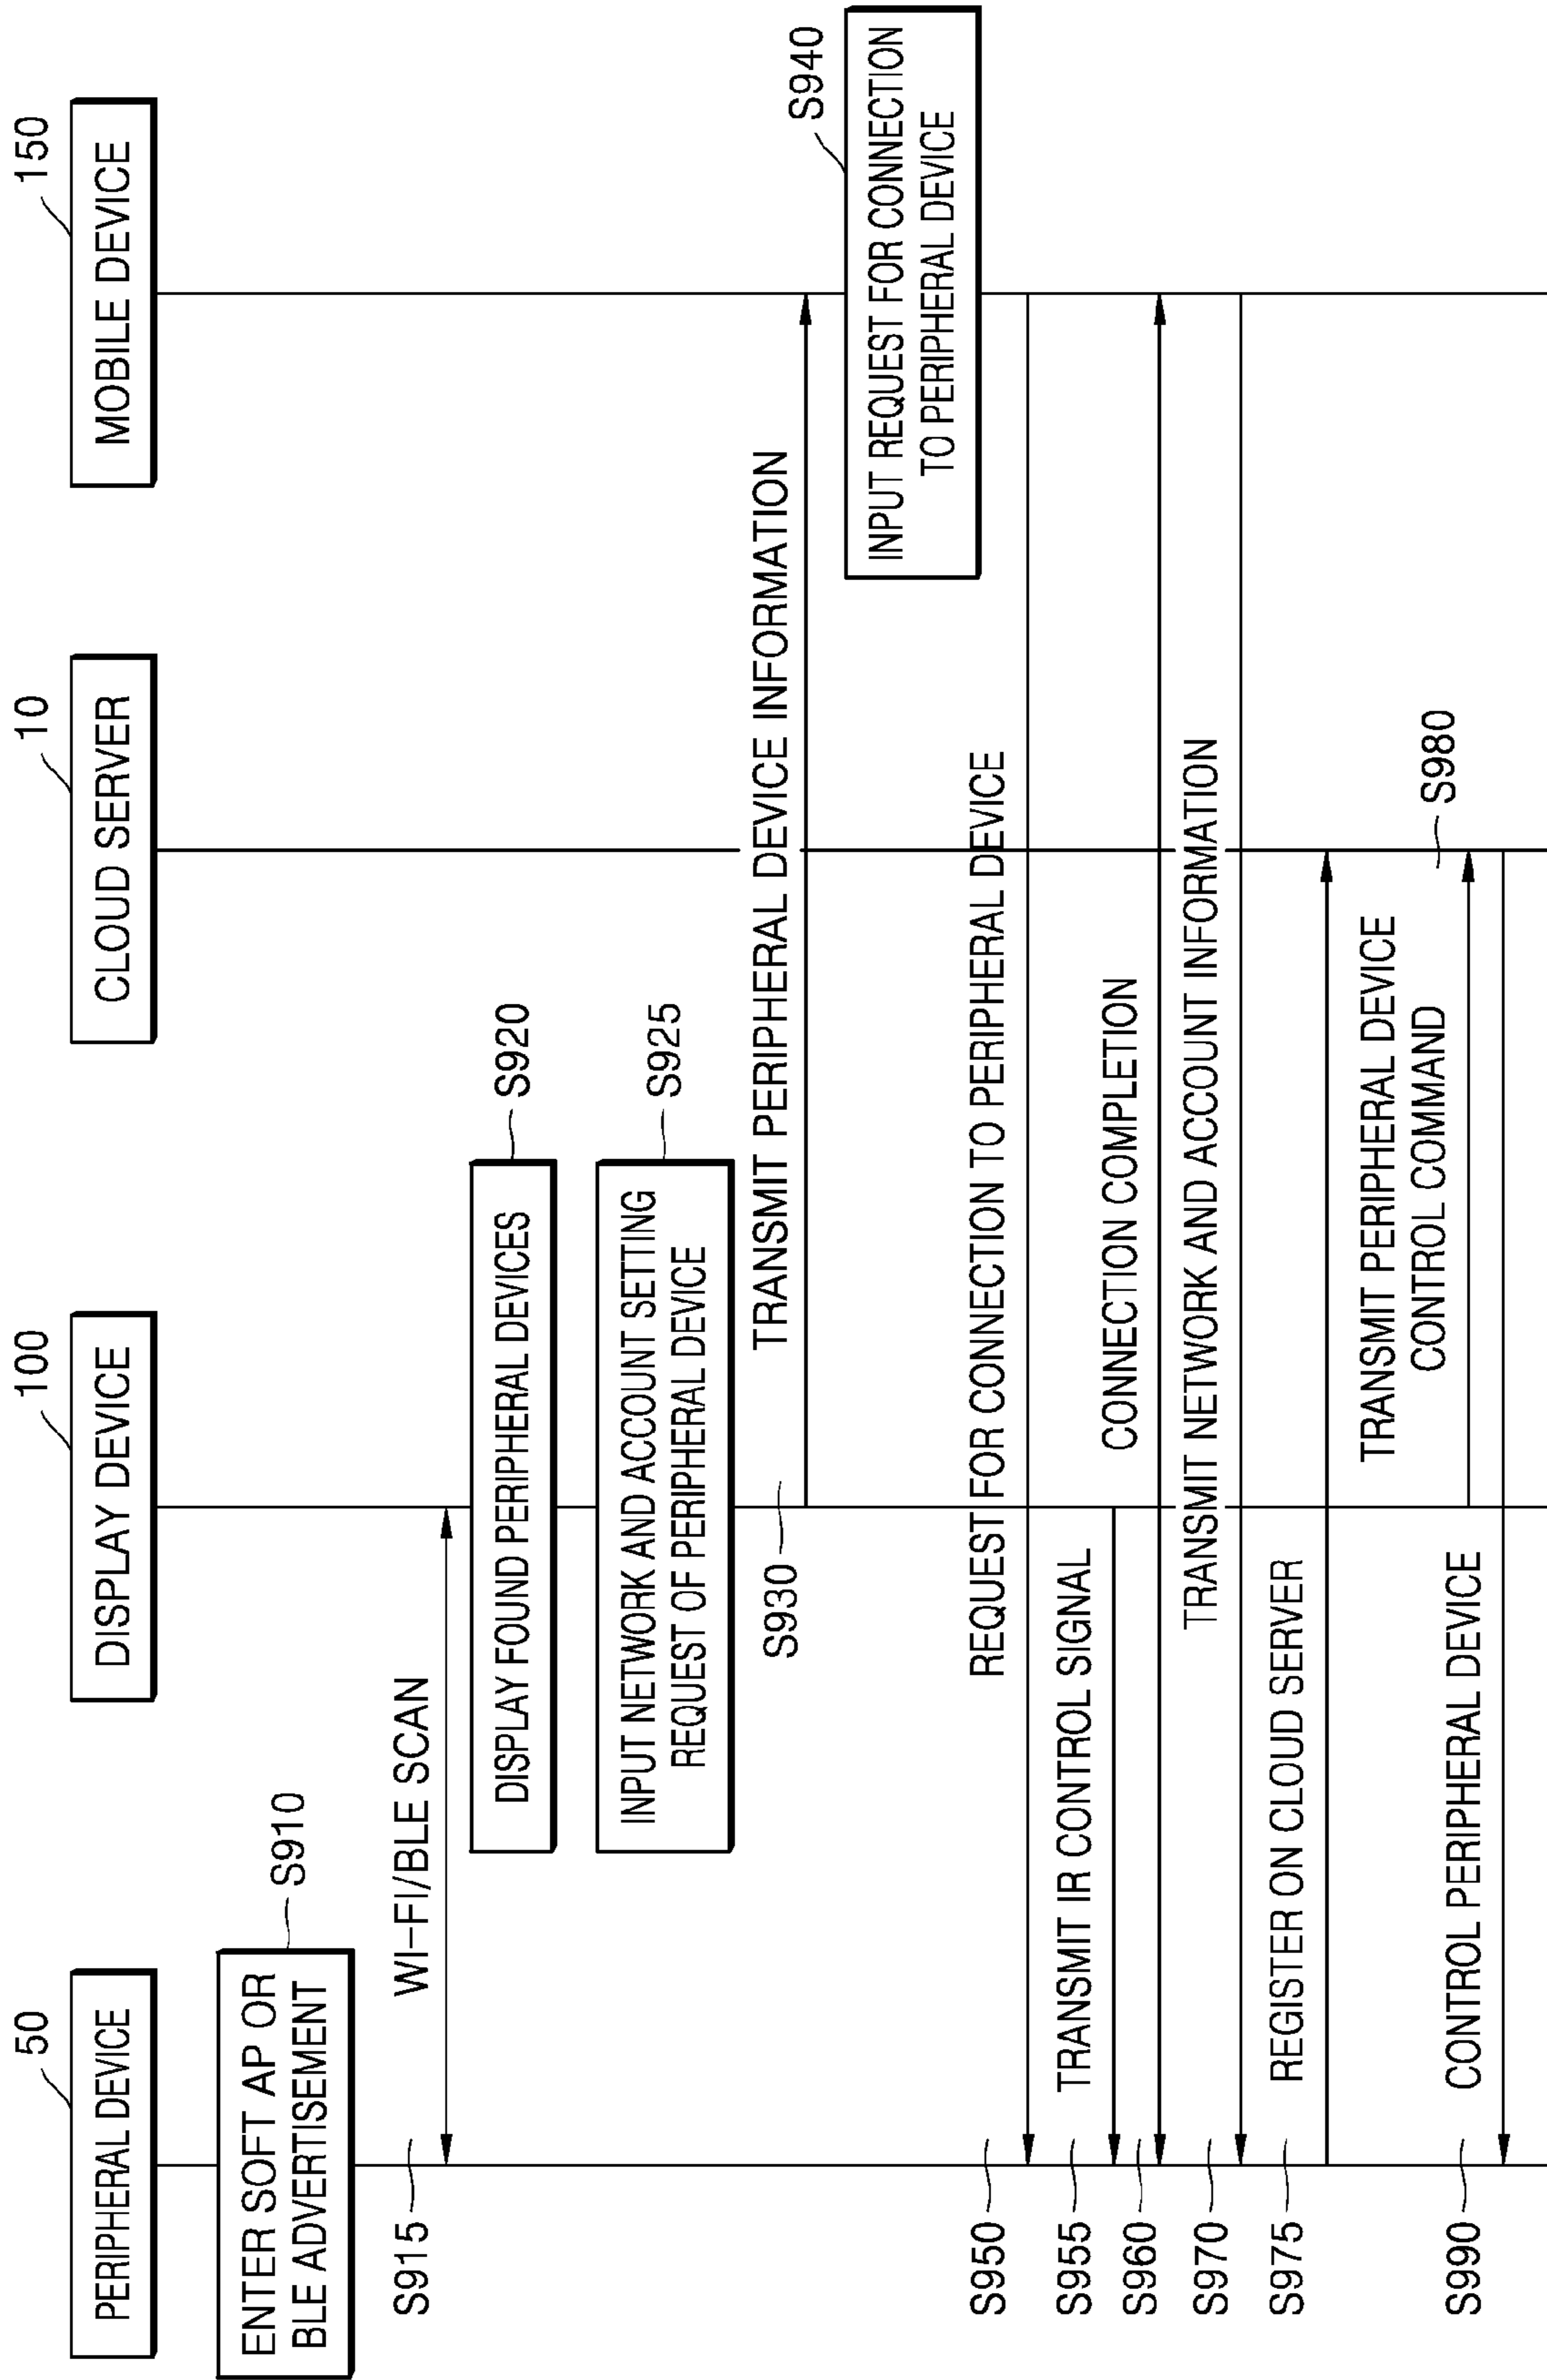 50
PERIPHERAL DEVICE
100
DISPLAY DEVICE
10
CLOUD SERVER
150
MOBILE DEVICE
ENTER SOFT AP OR
BLE ADVERTISEMENT
S910
S915
WI-FI/BLE SCAN
DISPLAY FOUND PERIPHERAL DEVICES
S920
INPUT NETWORK AND ACCOUNT SETTING
REQUEST OF PERIPHERAL DEVICE
S925
S930
TRANSMIT PERIPHERAL DEVICE INFORMATION
S940
INPUT REQUEST FOR CONNECTION
TO PERIPHERAL DEVICE
S950
REQUEST FOR CONNECTION TO PERIPHERAL DEVICE
S955
TRANSMIT IR CONTROL SIGNAL
S960
CONNECTION COMPLETION
S970
TRANSMIT NETWORK AND ACCOUNT INFORMATION
S975
REGISTER ON CLOUD SERVER
TRANSMIT PERIPHERAL DEVICE
CONTROL COMMAND
S980
S990
CONTROL PERIPHERAL DEVICE